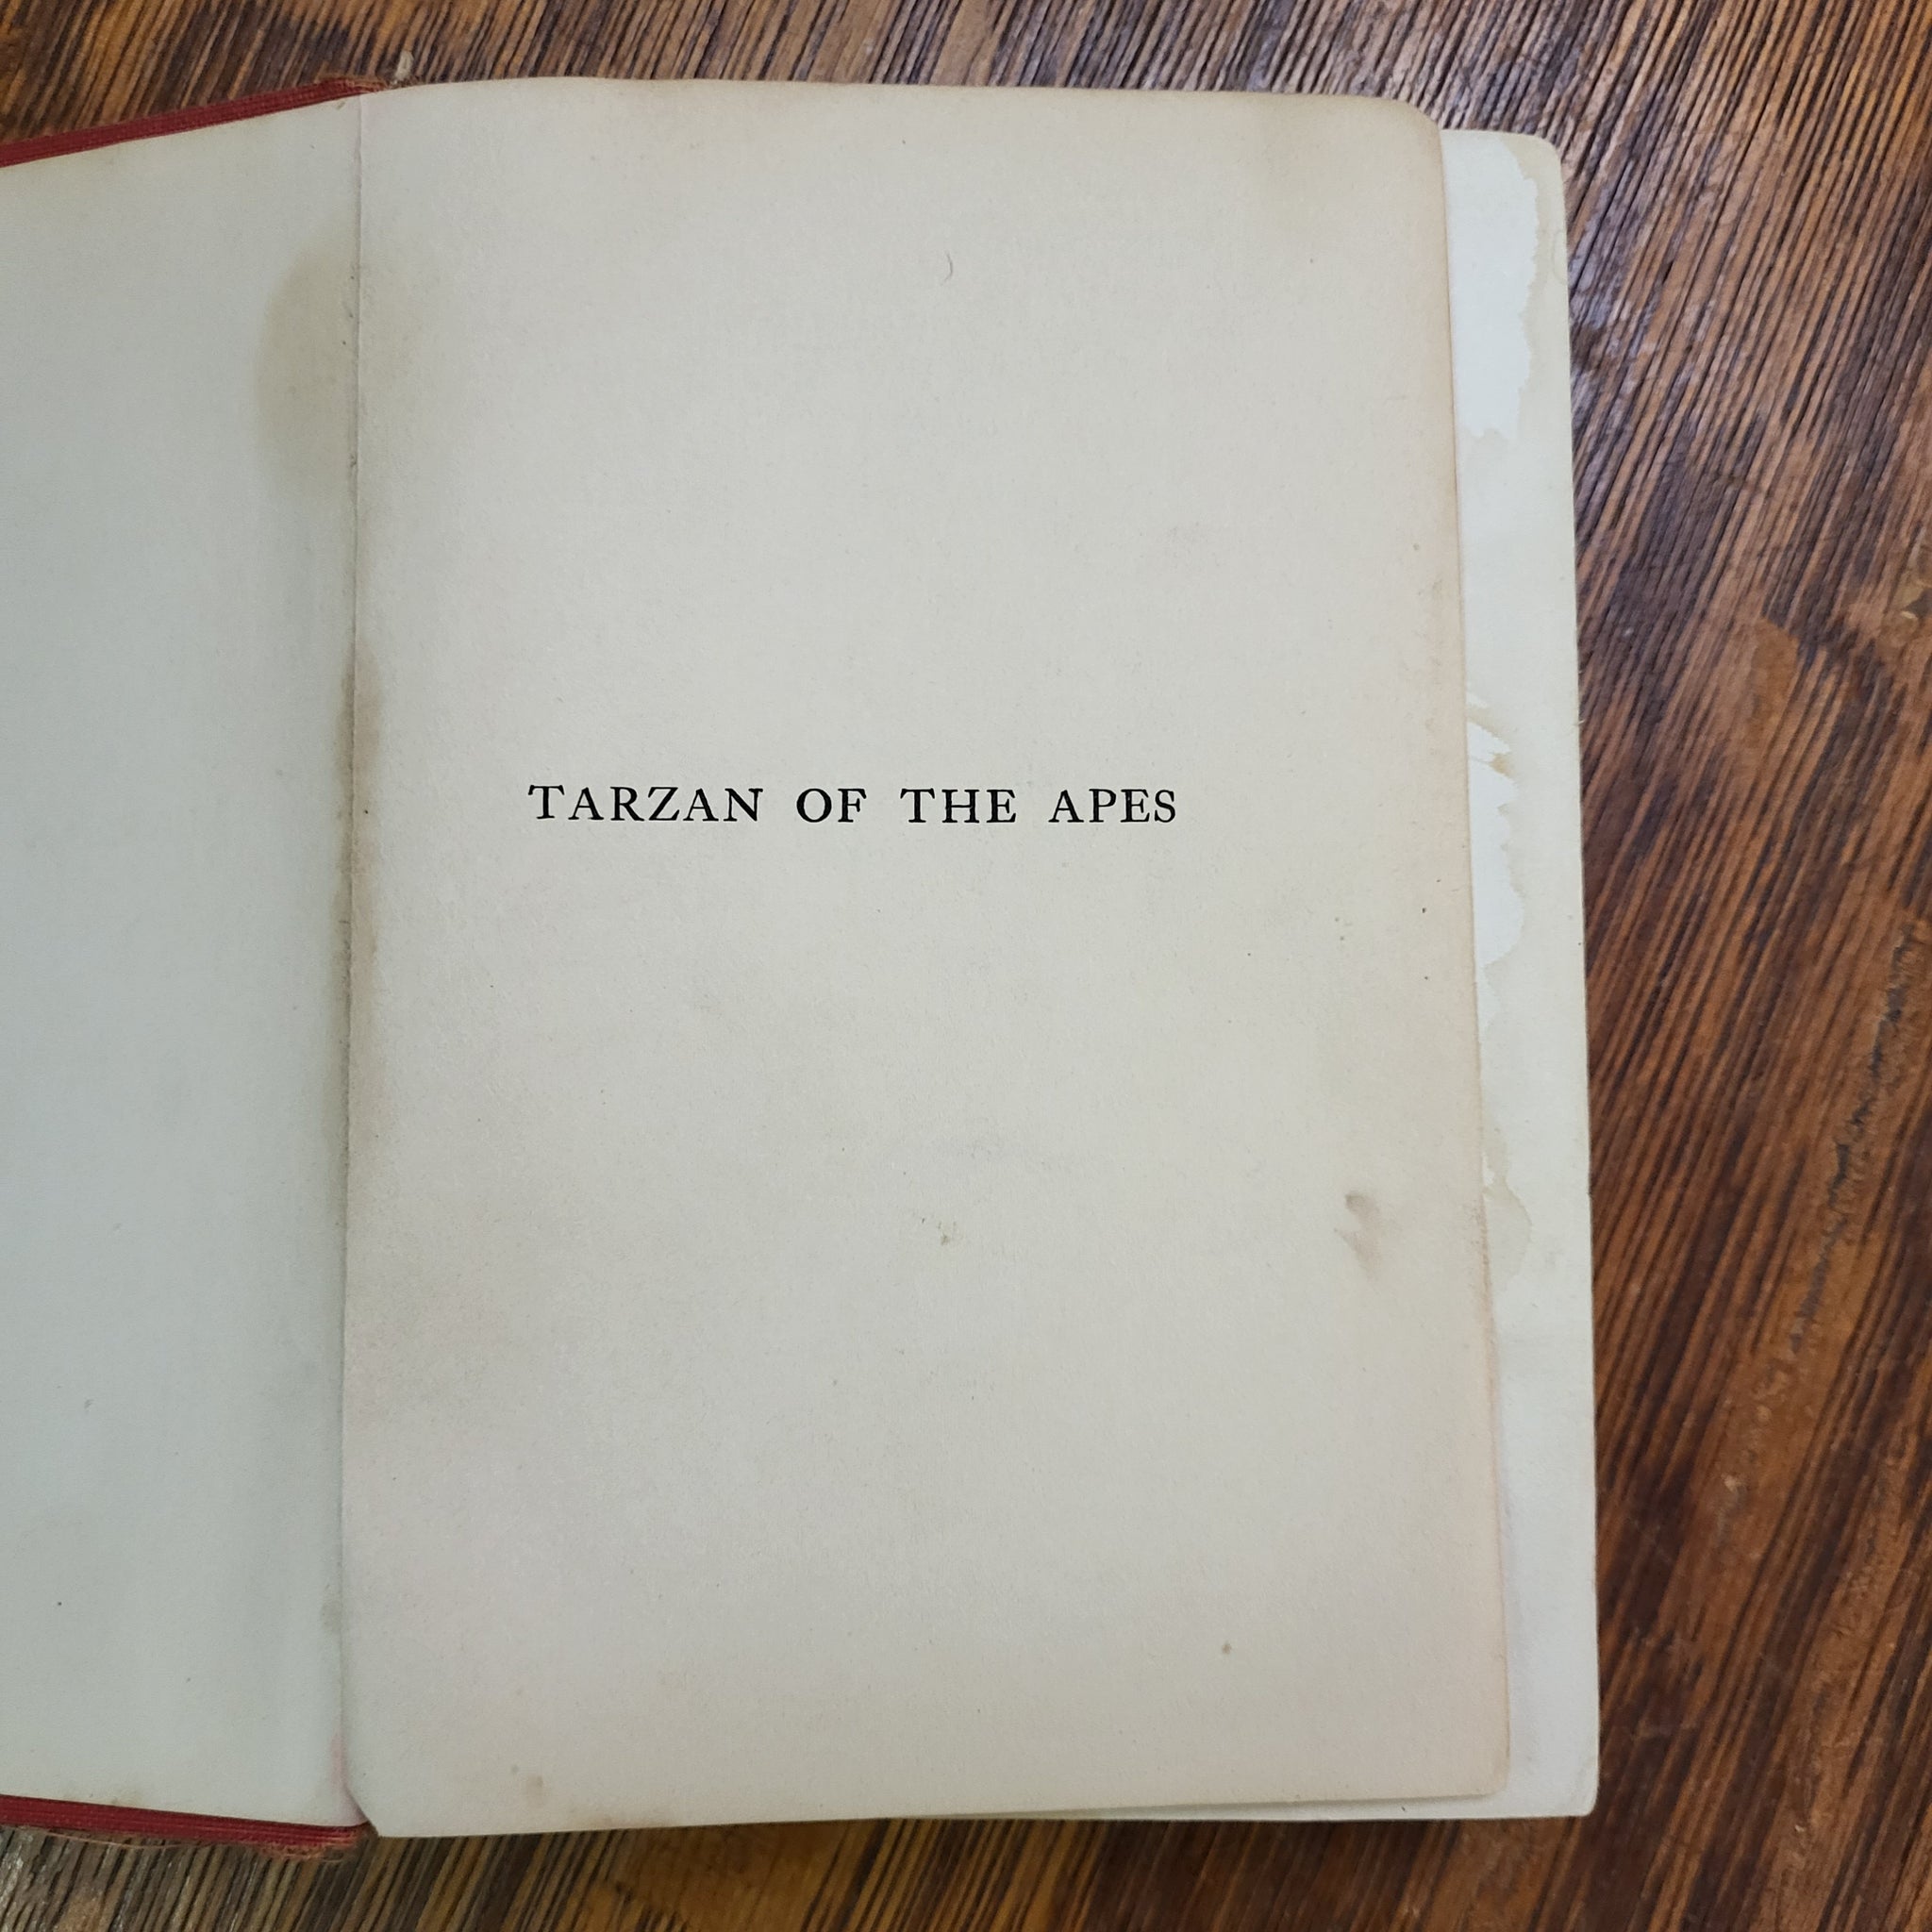 TARZAN OF THE APES